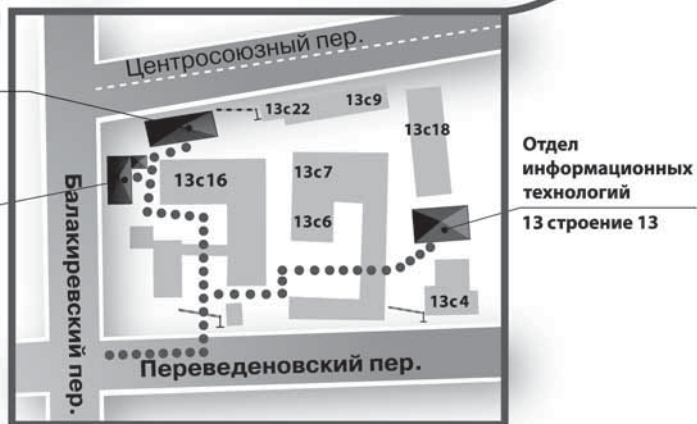 Центросоюзный пер.
13с22
13с9
13с18
13с16
13с7
13с6
Отдел
информационных
технологий
13 строение 13
Балакиревский пер.
13с4
Переведеновский пер.